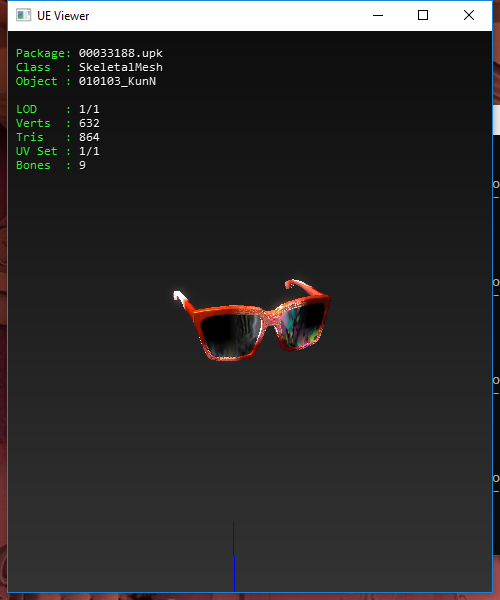 UE Viewer
Package: 00033188.upk
Class  : SkeletalMesh
Object : 010103_KunN
LOD    : 1/1
Verts  : 632
Tris   : 864
UV Set : 1/1
Bones  : 9